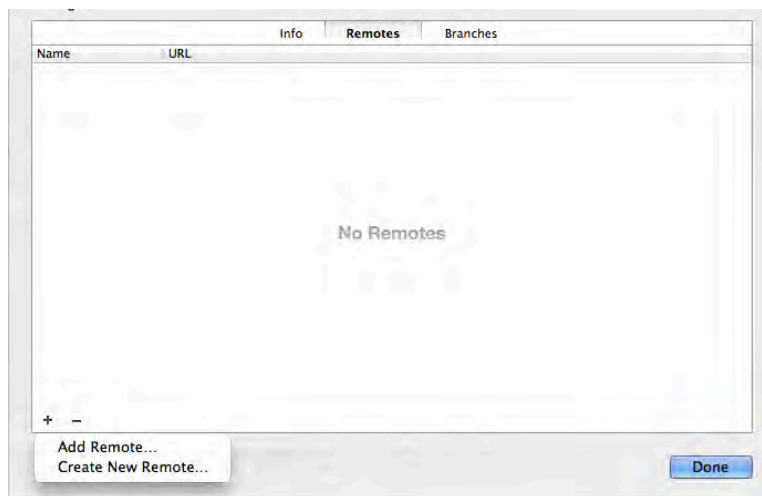 Info Remotes Branches
Name URL
No Remotes
+ −
Add Remote...
Create New Remote...
Done